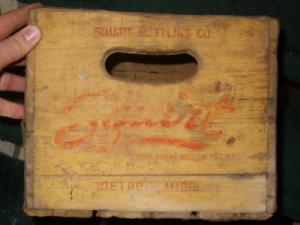 SQUIRT BOTTLING CO.
Squirt
DETROIT, MICH.